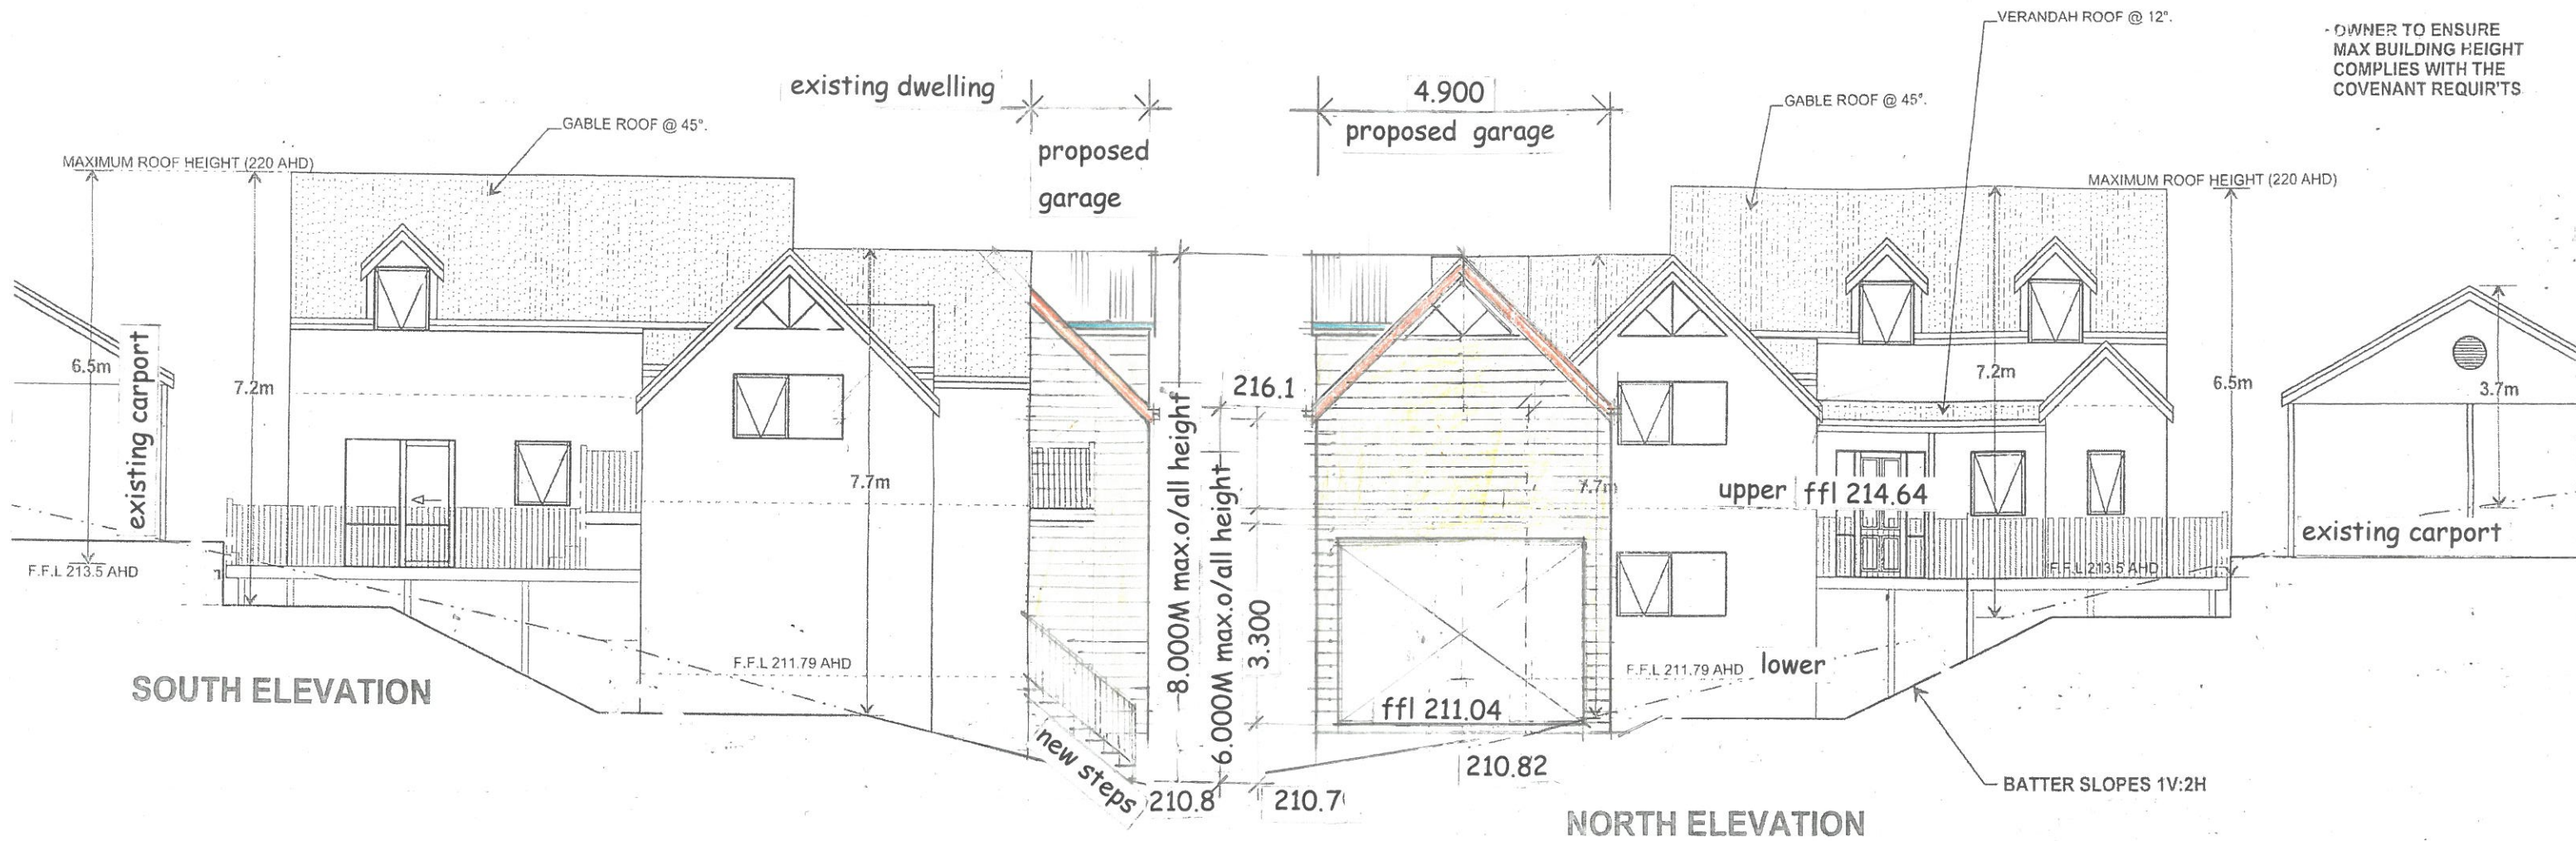 VERANDAH ROOF @ 12°.
- OWNER TO ENSURE
MAX BUILDING HEIGHT
COMPLIES WITH THE
COVENANT REQUIR'TS
existing dwelling
4.900
GABLE ROOF @ 45°.
GABLE ROOF @ 45°.
proposed garage
proposed
garage
MAXIMUM ROOF HEIGHT (220 AHD)
MAXIMUM ROOF HEIGHT (220 AHD)
6.5m
existing carport
7.2m
7.7m
F.F.L 213.5 AHD
F.F.L 211.79 AHD
SOUTH ELEVATION
new steps
210.8
8.000M max.o/all height
6.000M max.o/all height
216.1
3.300
210.7
ffl 211.04
210.82
7.7m
upper ffl 214.64
F.F.L 211.79 AHD lower
7.2m
F.F.L 213.5 AHD
6.5m
3.7m
existing carport
BATTER SLOPES 1V:2H
NORTH ELEVATION